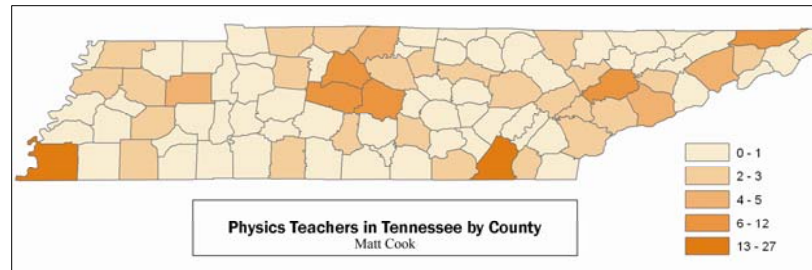 0 - 1
2 - 3
4 - 5
6 - 12
13 - 27
Physics Teachers in Tennessee by County
Matt Cook